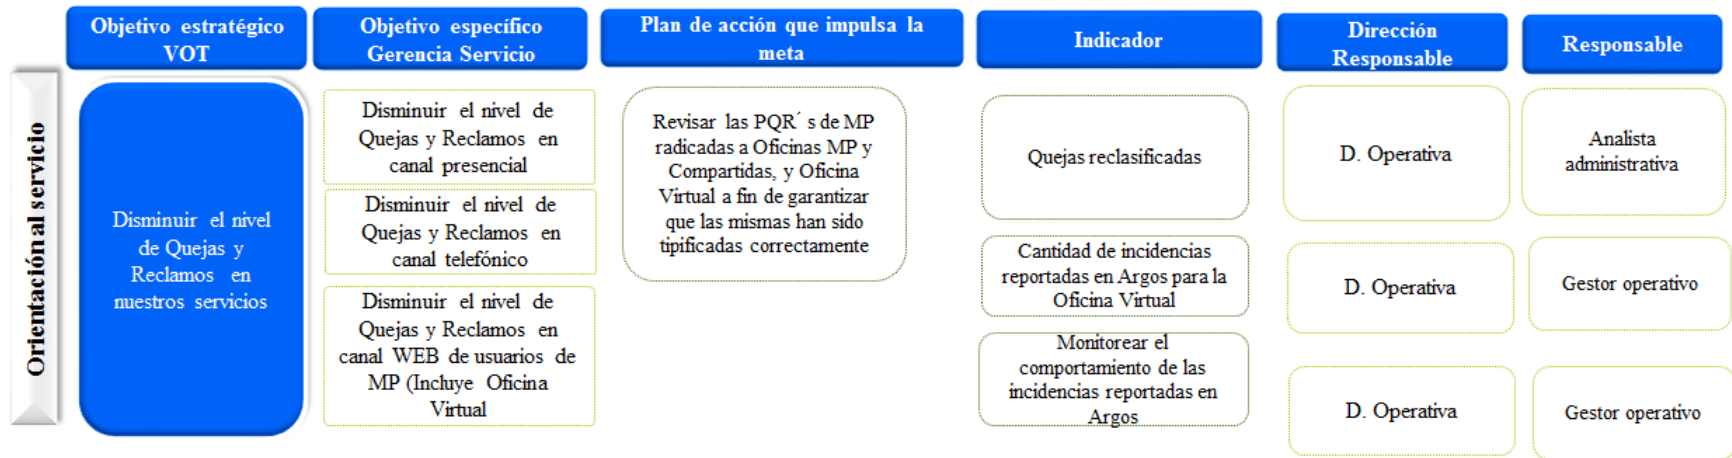 Objetivo estratégico
VOT
Objetivo específico
Gerencia Servicio
Plan de acción que impulsa la
meta
Indicador
Dirección
Responsable
Responsable
Orientación al servicio
Disminuir el nivel
de Quejas y
Reclamos en
nuestros servicios
Disminuir el nivel de
Quejas y Reclamos en
canal presencial
Disminuir el nivel de
Quejas y Reclamos en
canal telefónico
Disminuir el nivel de
Quejas y Reclamos en
canal WEB de usuarios de
MP (Incluye Oficina
Virtual
Revisar las PQR´ s de MP
radicadas a Oficinas MP y
Compartidas, y Oficina
Virtual a fin de garantizar
que las mismas han sido
tipificadas correctamente
Quejas reclasificadas
Cantidad de incidencias
reportadas en Argos para la
Oficina Virtual
Monitorear el
comportamiento de las
incidencias reportadas en
Argos
D. Operativa
D. Operativa
D. Operativa
Analista
administrativa
Gestor operativo
Gestor operativo